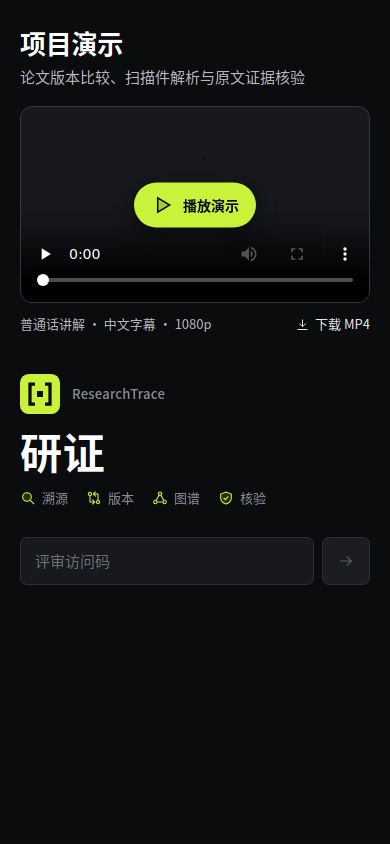 项目演示
论文版本比较、扫描件解析与原文证据核验
播放演示
0:00
普通话讲解 · 中文字幕 · 1080p
下载 MP4
ResearchTrace
研证
溯源 版本 图谱 核验
评审访问码